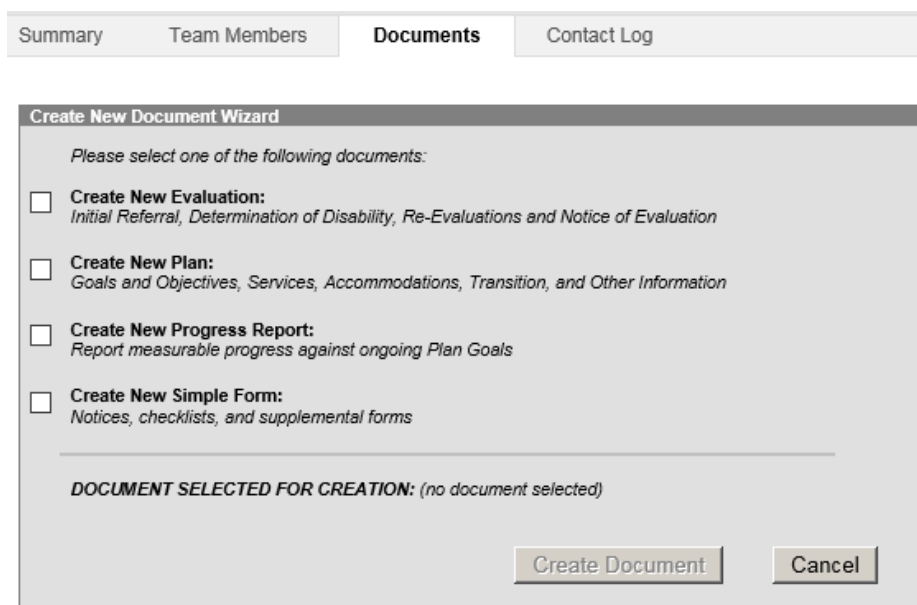 Summary Team Members Documents Contact Log
Create New Document Wizard
Please select one of the following documents:
Create New Evaluation:
Initial Referral, Determination of Disability, Re-Evaluations and Notice of Evaluation
Create New Plan:
Goals and Objectives, Services, Accommodations, Transition, and Other Information
Create New Progress Report:
Report measurable progress against ongoing Plan Goals
Create New Simple Form:
Notices, checklists, and supplemental forms
DOCUMENT SELECTED FOR CREATION: (no document selected)
Create Document Cancel